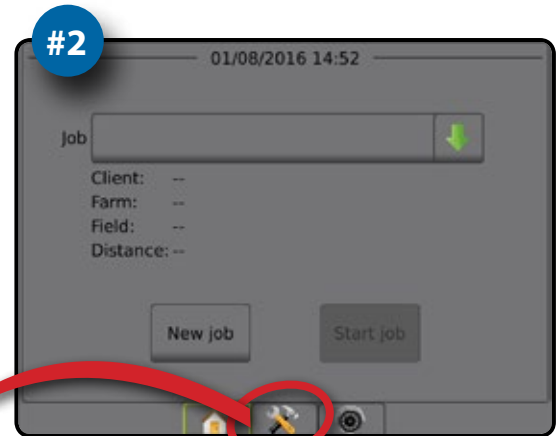 #2
01/08/2016 14:52
Job
Client: --
Farm: --
Field: --
Distance: --
New job
Start job